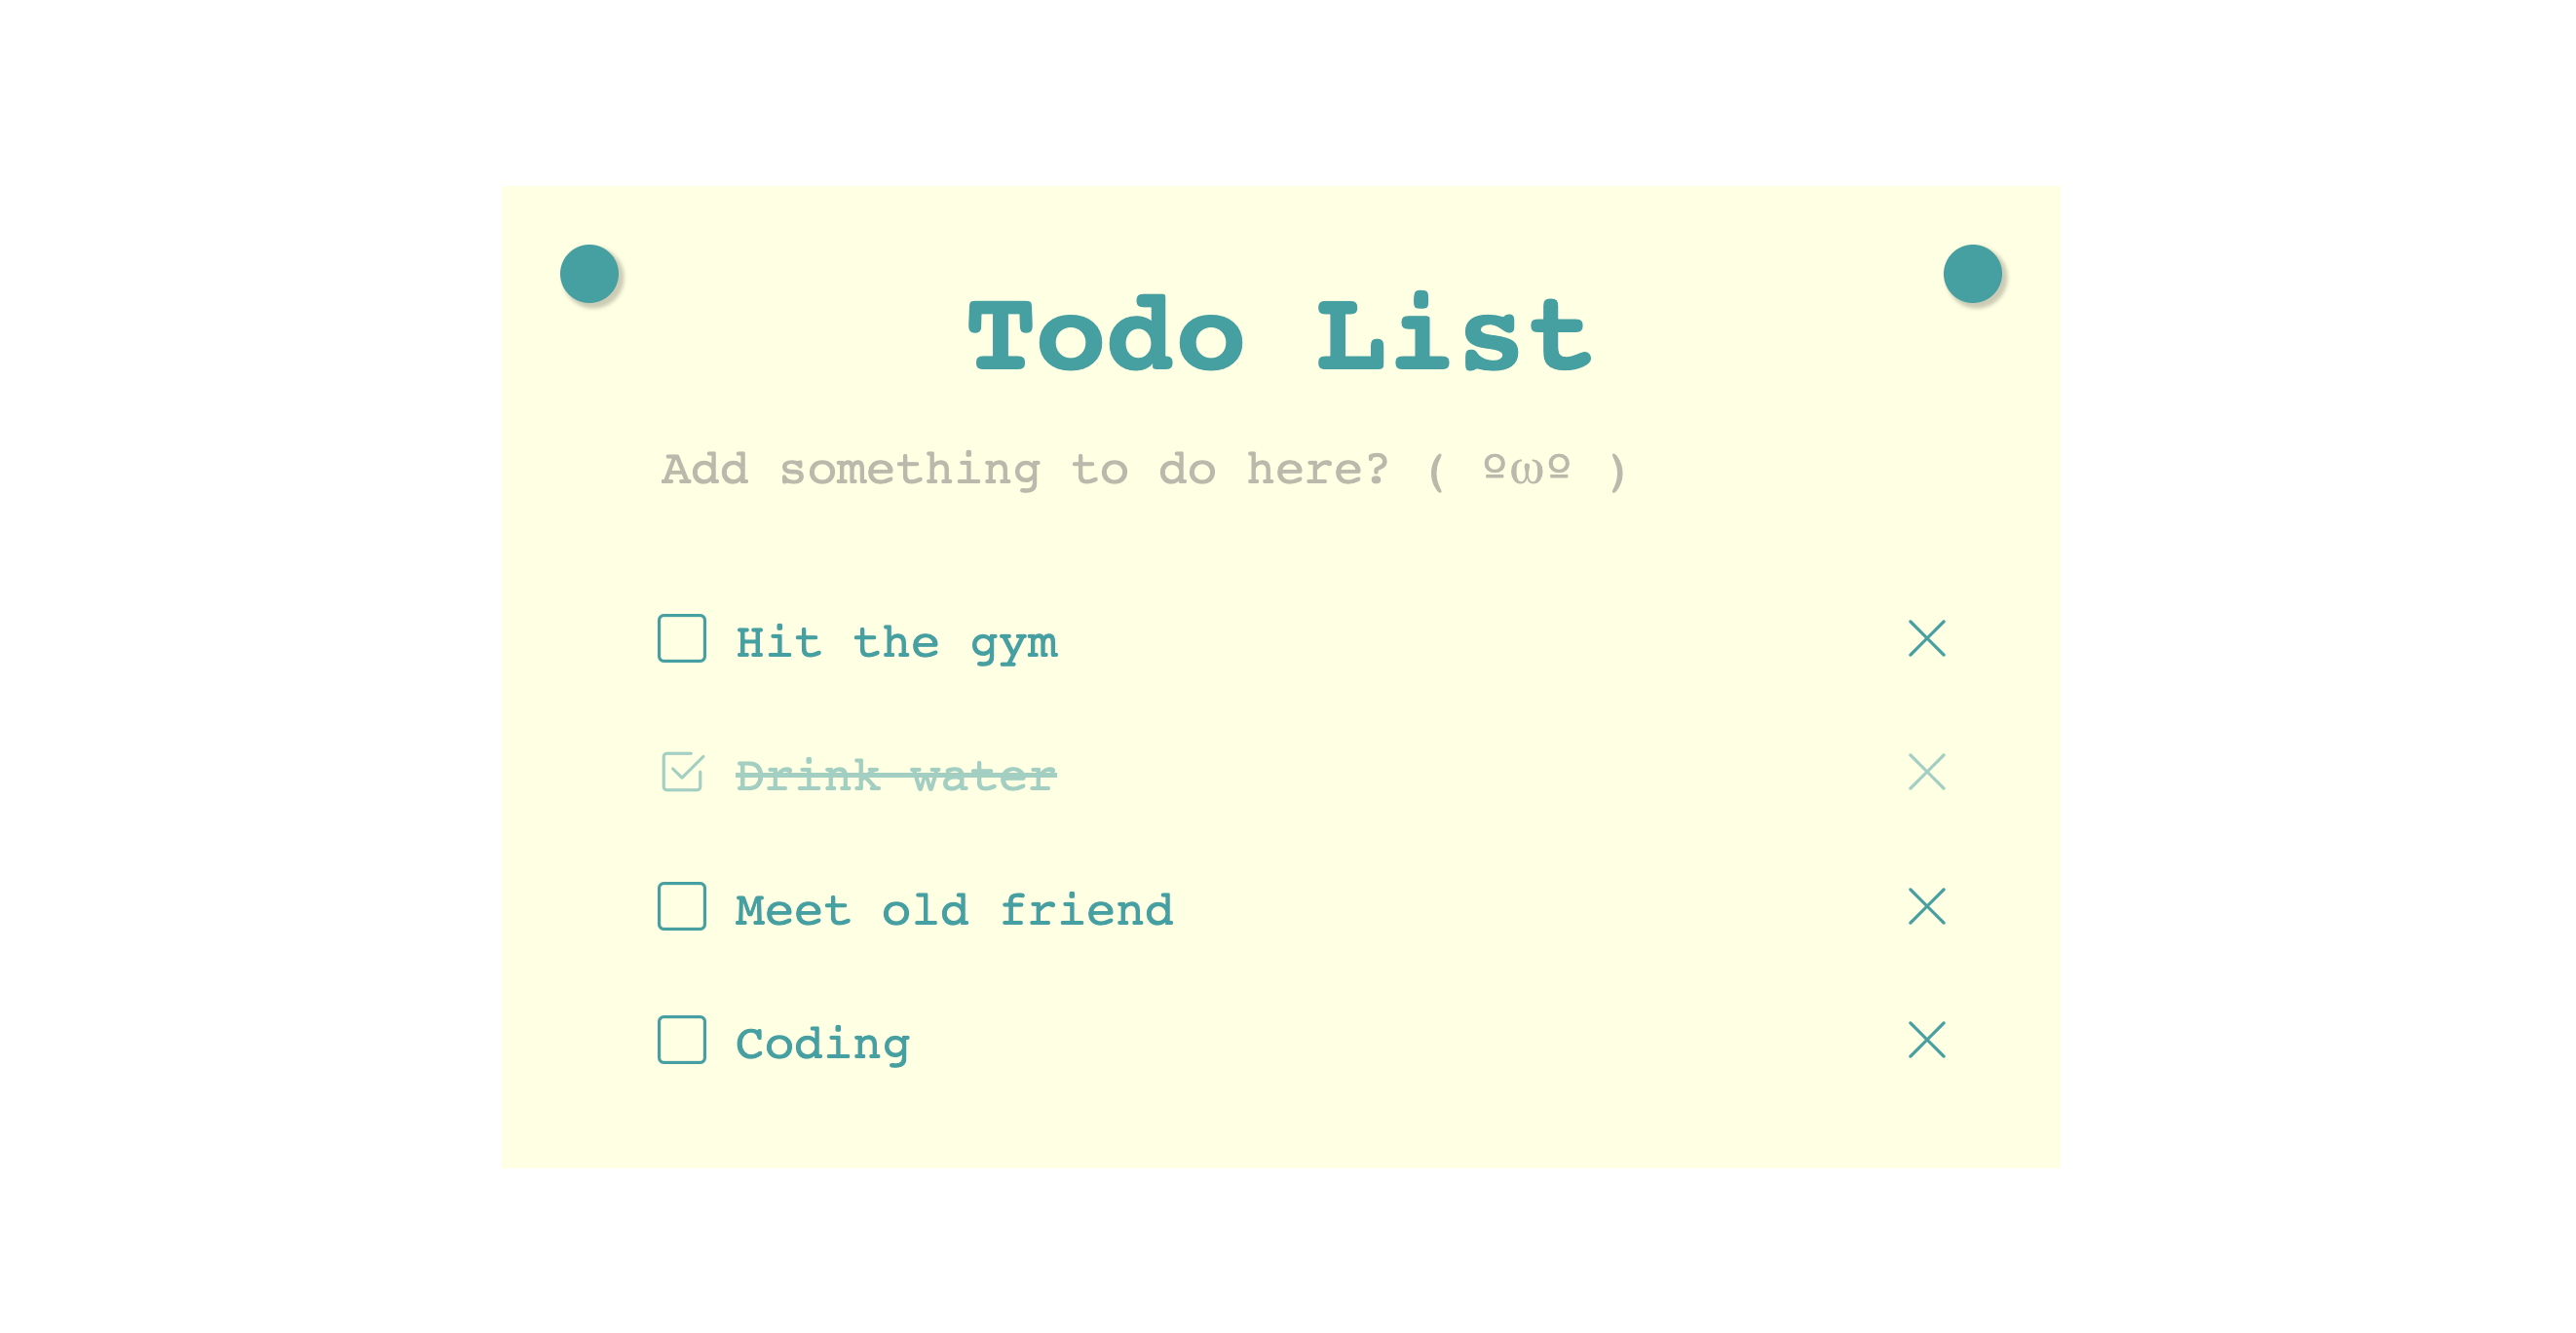 Todo List
Add something to do here? ( ºωº )
Hit the gym
Drink water
Meet old friend
Coding